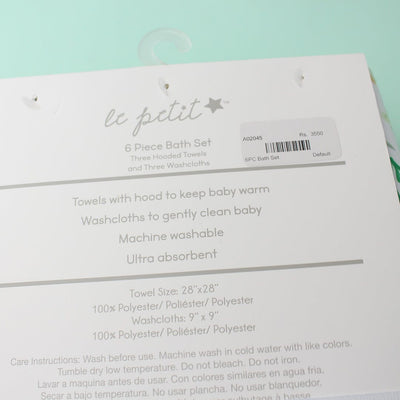 le petit
TM
6 Piece Bath Set
Three Hooded Towels
and Three Washcloths
A02045 Rs. 3550
6PC Bath Set Default
Towels with hood to keep baby warm
Washcloths to gently clean baby
Machine washable
Ultra absorbent
Towel Size: 28"x28"
100% Polyester/ Poliéster/ Polyester
Washcloths: 9" x 9"
100% Polyester/ Poliéster/ Polyester
Care Instructions: Wash before use. Machine wash in cold water with like colors.
Tumble dry low temperature. Do not bleach. Do not iron.
Lavar a maquina antes de usar. Con colores similares en agua fria.
Secar a bajo temperatura. No usar plancha. No usar blanqueador.
à basse